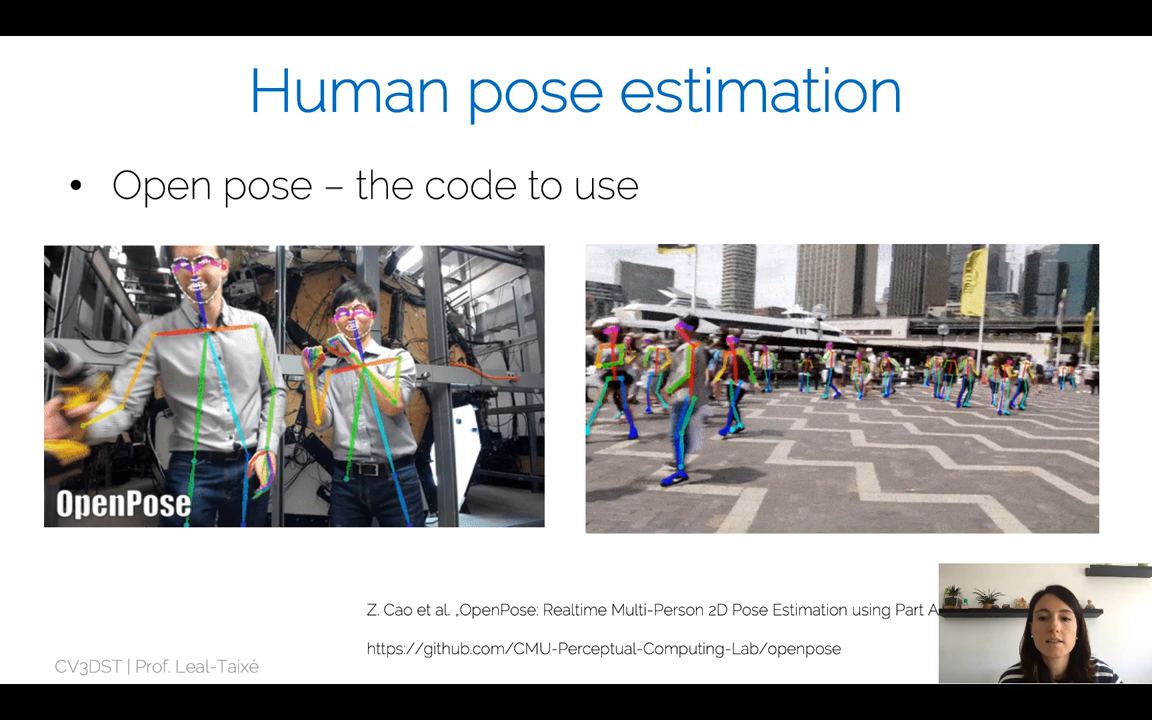 Human pose estimation
• Open pose – the code to use
OpenPose
Z. Cao et al. „OpenPose: Realtime Multi-Person 2D Pose Estimation using Part
https://github.com/CMU-Perceptual-Computing-Lab/openpose
CV3DST | Prof. Leal-Taixé